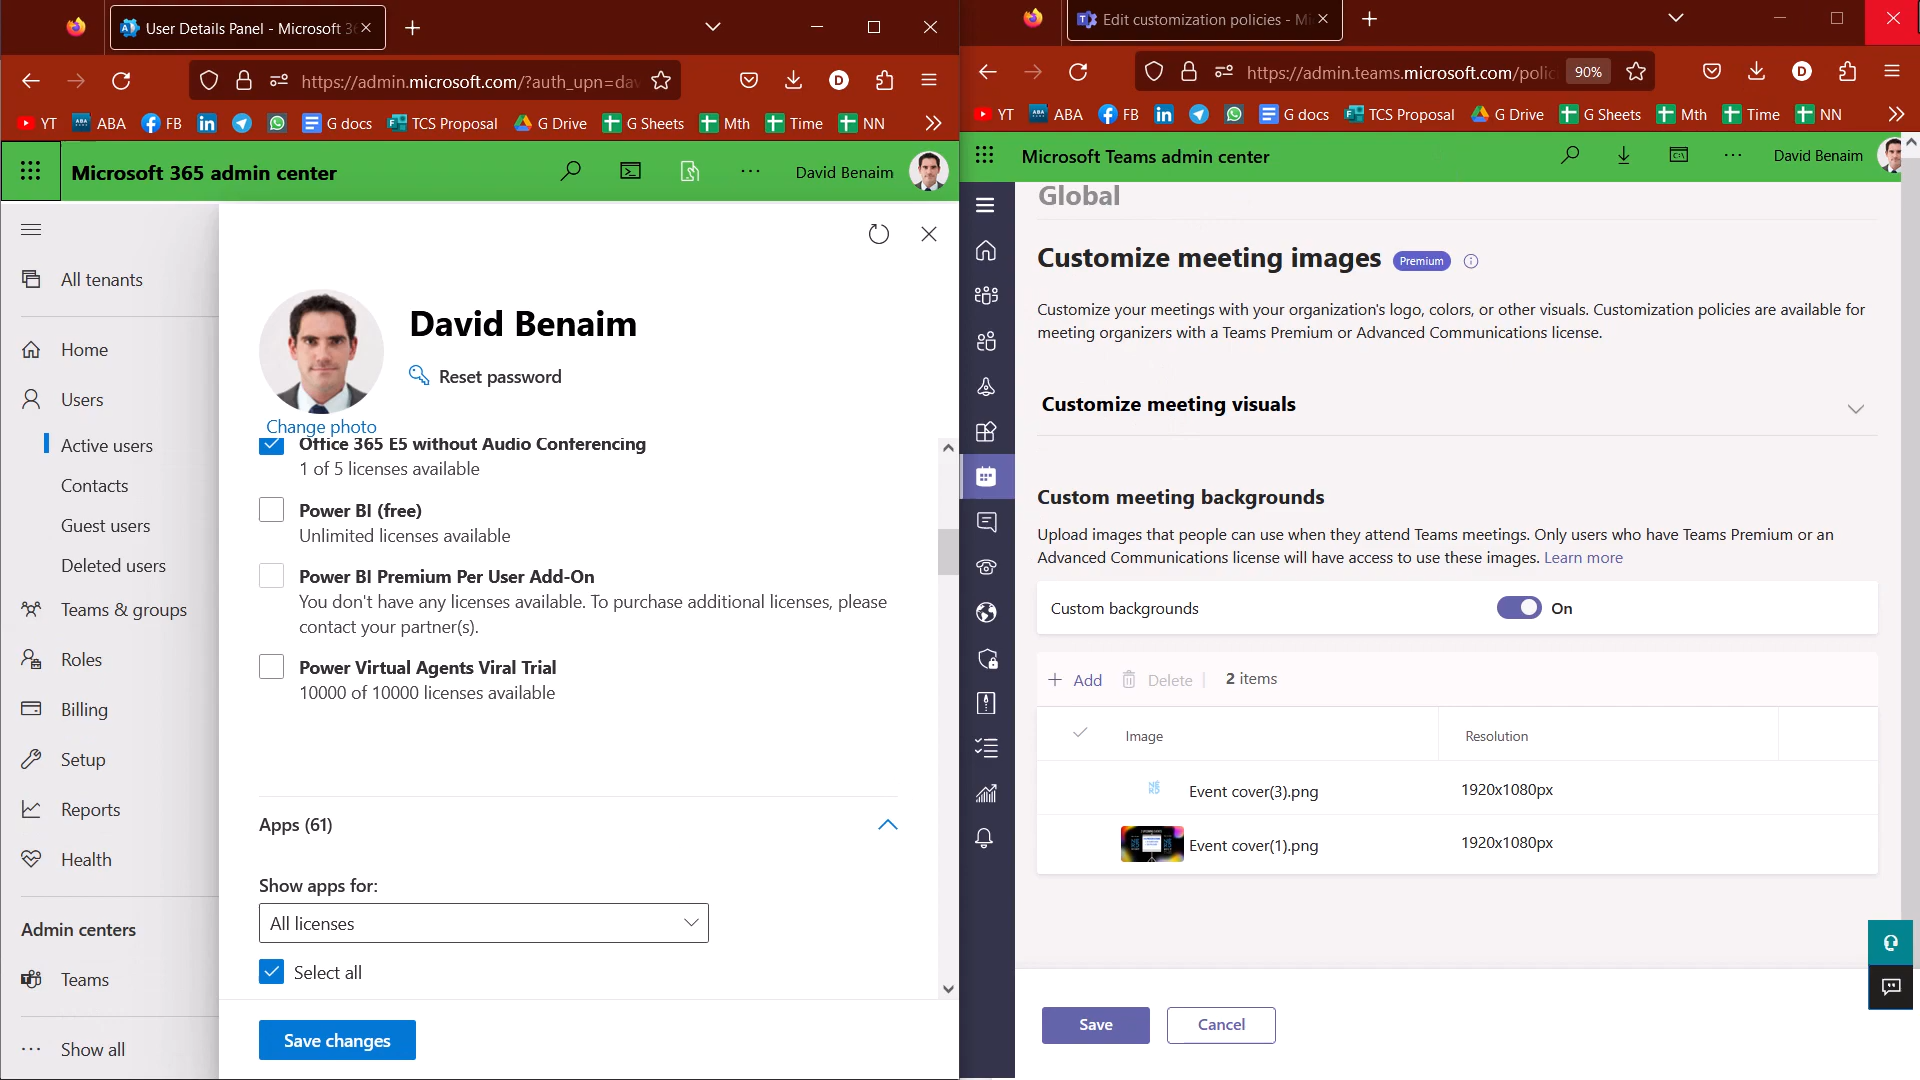 User Details Panel - Microsoft 36
https://admin.microsoft.com/?auth_upn=dav
YT
ABA
FB
G docs
TCS Proposal
G Drive
G Sheets
Mth
Time
NN
Microsoft 365 admin center
David Benaim
All tenants
Home
Users
Active users
Contacts
Guest users
Deleted users
Teams & groups
Roles
Billing
Setup
Reports
Health
Admin centers
Teams
Show all
David Benaim
Reset password
Change photo
Office 365 E5 without Audio Conferencing
1 of 5 licenses available
Power BI (free)
Unlimited licenses available
Power BI Premium Per User Add-On
You don't have any licenses available. To purchase additional licenses, please
contact your partner(s).
Power Virtual Agents Viral Trial
10000 of 10000 licenses available
Apps (61)
Show apps for:
All licenses
Select all
Save changes
Edit customization policies - Mi
https://admin.teams.microsoft.com/polic
90%
YT
ABA
FB
G docs
TCS Proposal
G Drive
G Sheets
Mth
Time
NN
Microsoft Teams admin center
David Benaim
Global
Customize meeting images
Premium
Customize your meetings with your organization's logo, colors, or other visuals. Customization policies are available for
meeting organizers with a Teams Premium or Advanced Communications license.
Customize meeting visuals
Custom meeting backgrounds
Upload images that people can use when they attend Teams meetings. Only users who have Teams Premium or an
Advanced Communications license will have access to use these images. Learn more
Custom backgrounds
On
Add
Delete
2 items
Image
Resolution
Event cover(3).png
1920x1080px
Event cover(1).png
1920x1080px
Save
Cancel